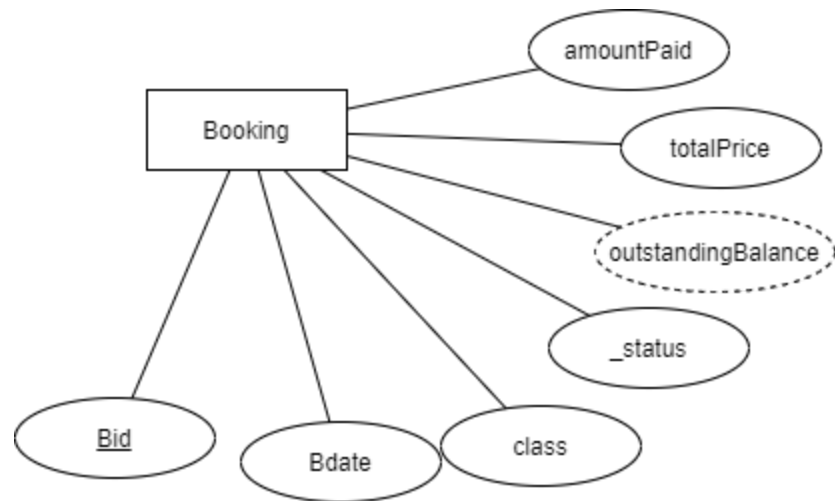 amountPaid
Booking
totalPrice
outstandingBalance
_status
Bid
Bdate
class